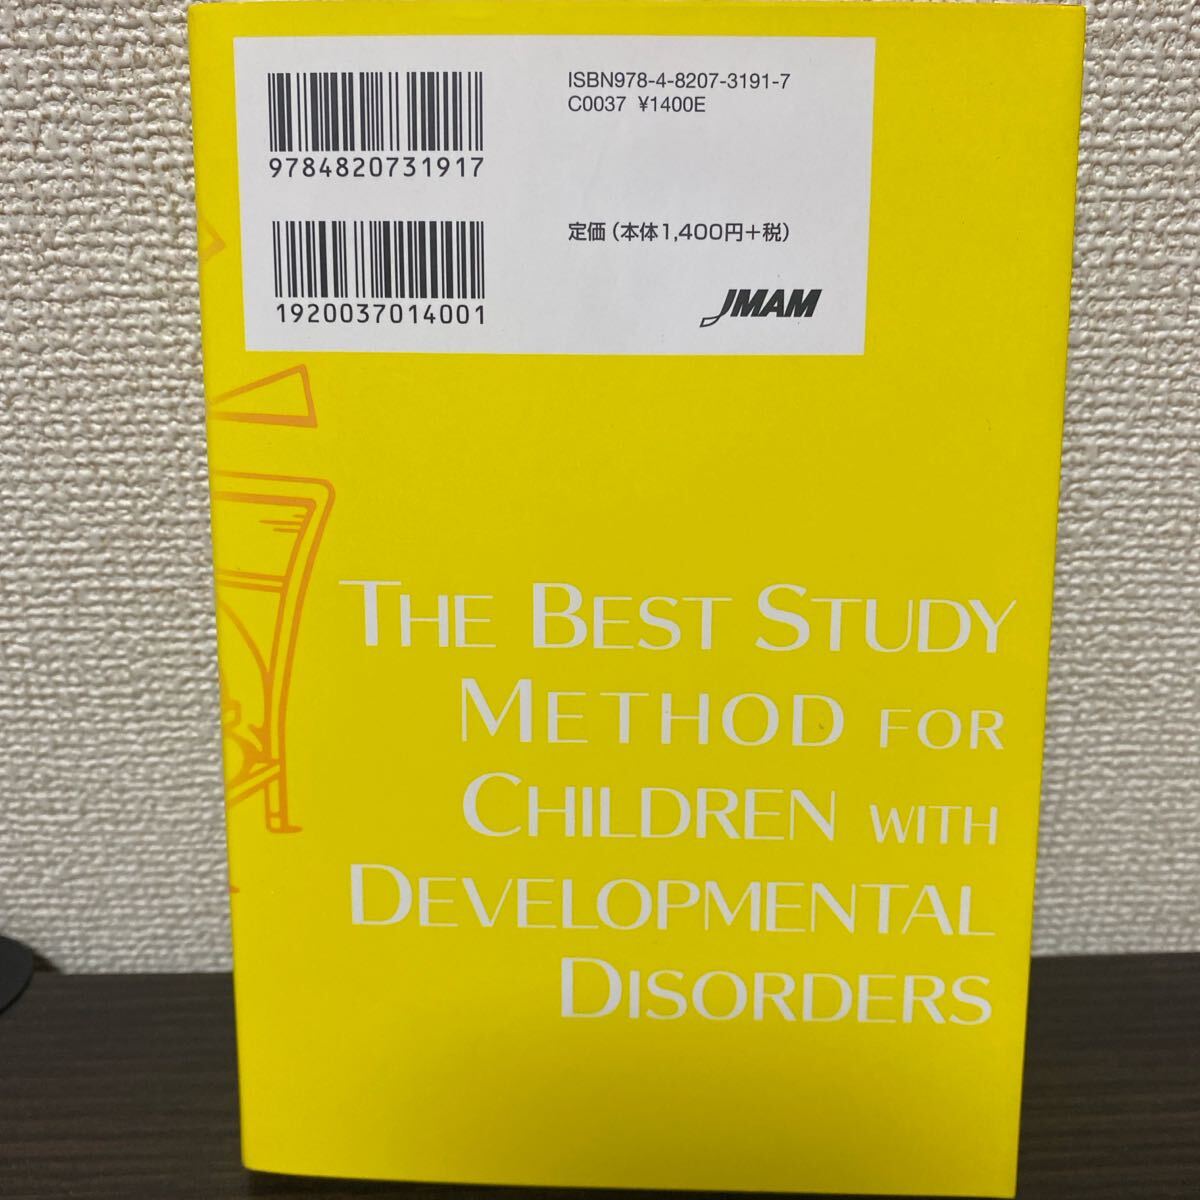 9784820731917
ISBN978-4-8207-3191-7
C0037 ¥1400E
1920037014001
定価(本体1,400円+税)
JMAM
THE BEST STUDY
METHOD FOR
CHILDREN WITH
DEVELOPMENTAL
DISORDERS